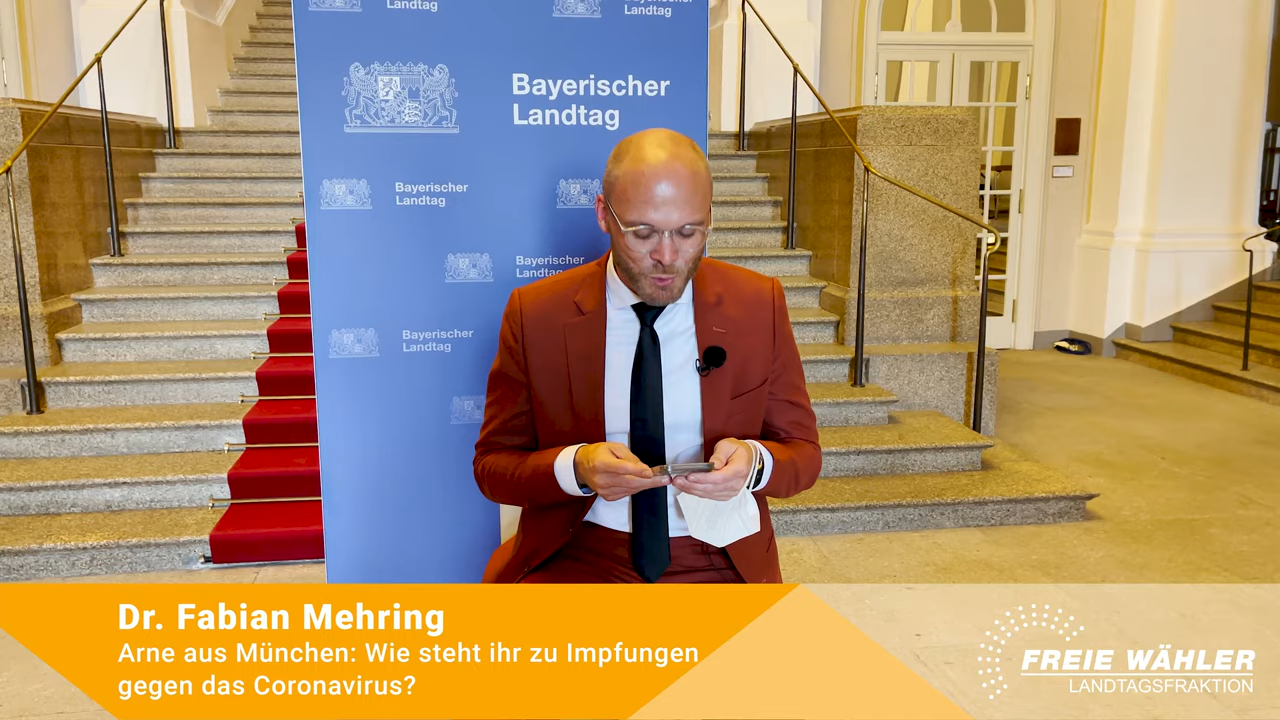 Landtag
Bayerischer
Landtag
Bayerischer
Landtag
Bayerischer
Landtag
Bayerischer
Landtag
Bayerischer
Landtag
Dr. Fabian Mehring
Arne aus München: Wie steht ihr zu Impfungen
gegen das Coronavirus?
FREIE WÄHLER
LANDTAGSFRAKTION